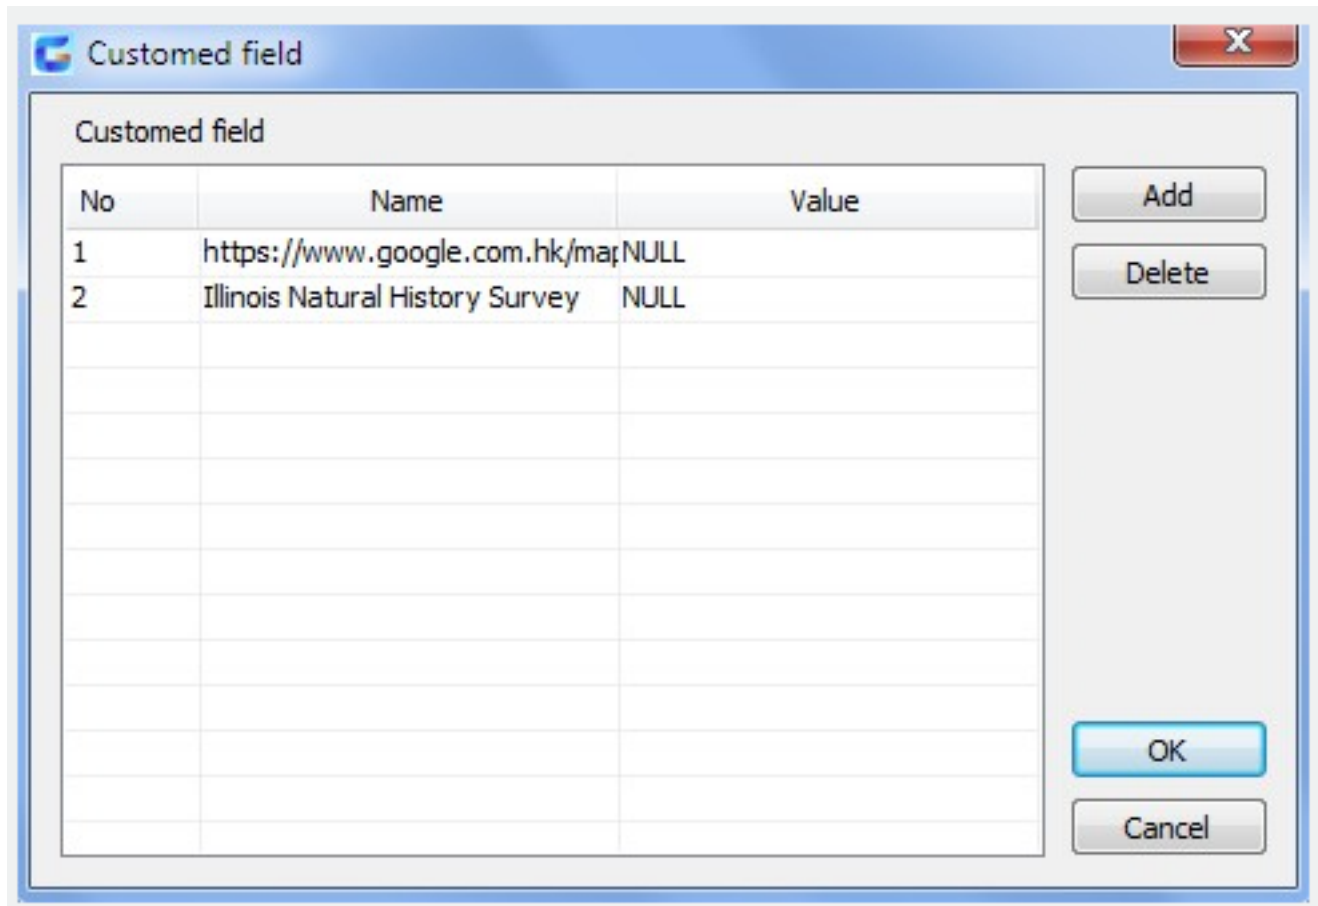 Customed field
X
Customed field
No Name Value
1 https://www.google.com.hk/map NULL
2 Illinois Natural History Survey NULL
Add
Delete
OK
Cancel